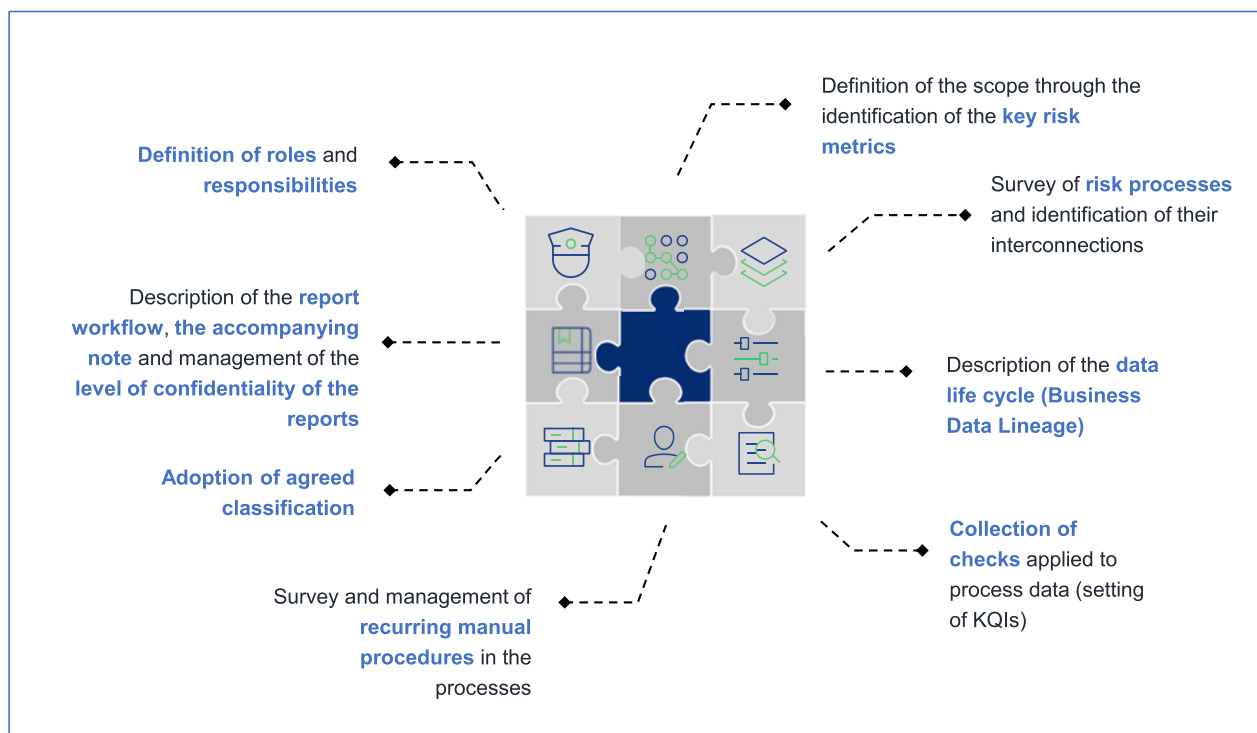 Definition of the scope through the
identification of the key risk
metrics
Definition of roles and
responsibilities
Survey of risk processes
and identification of their
interconnections
Description of the report
workflow, the accompanying
note and management of the
level of confidentiality of the
reports
Description of the data
life cycle (Business
Data Lineage)
Adoption of agreed
classification
Collection of
checks applied to
process data (setting
of KQIs)
Survey and management of
recurring manual
procedures in the
processes